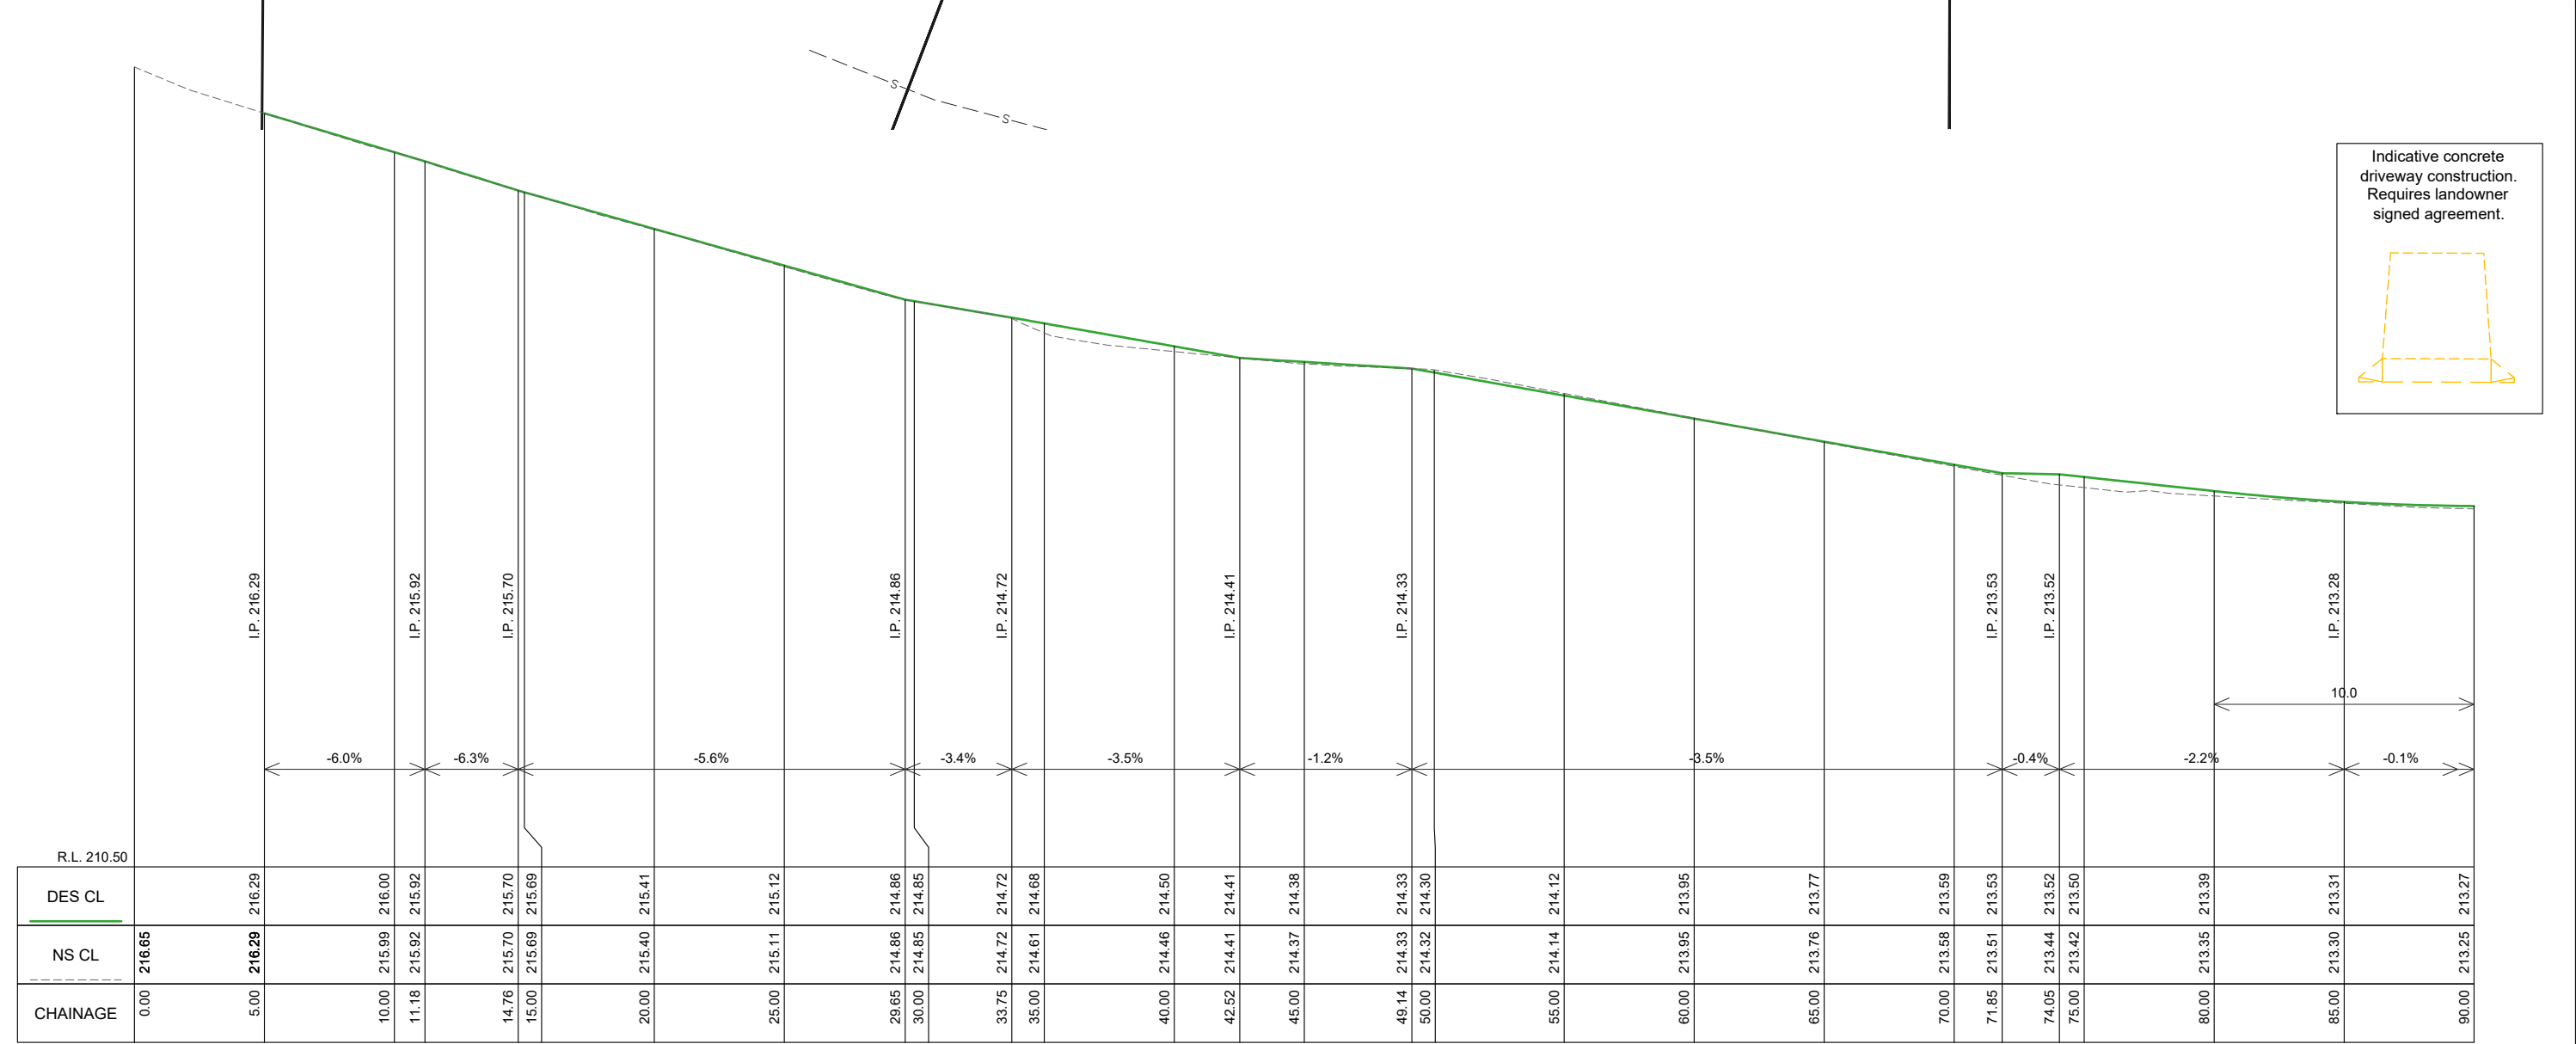 S
S
Indicative concrete
driveway construction.
Requires landowner
signed agreement.
I.P. 216.29
I.P. 215.92
I.P. 215.70
I.P. 214.86
I.P. 214.72
I.P. 214.41
I.P. 214.33
I.P. 213.53
I.P. 213.52
I.P. 213.28
10.0
-6.0% -6.3% -5.6% -3.4% -3.5% -1.2% -3.5% -0.4% -2.2% -0.1%
R.L. 210.50
DES CL 216.29 216.00 215.92 215.70 215.69 215.41 215.12 214.86 214.85 214.72 214.68 214.50 214.41 214.38 214.33 214.30 214.12 213.95 213.77 213.59 213.53 213.52 213.50 213.39 213.31 213.27
NS CL 216.65 216.29 215.99 215.92 215.70 215.69 215.40 215.11 214.86 214.85 214.72 214.61 214.46 214.41 214.37 214.33 214.32 214.14 213.95 213.76 213.58 213.51 213.44 213.42 213.35 213.30 213.25
CHAINAGE 0.00 5.00 10.00 11.18 14.76 15.00 20.00 25.00 29.65 30.00 33.75 35.00 40.00 42.52 45.00 49.14 50.00 55.00 60.00 65.00 70.00 71.85 74.05 75.00 80.00 85.00 90.00